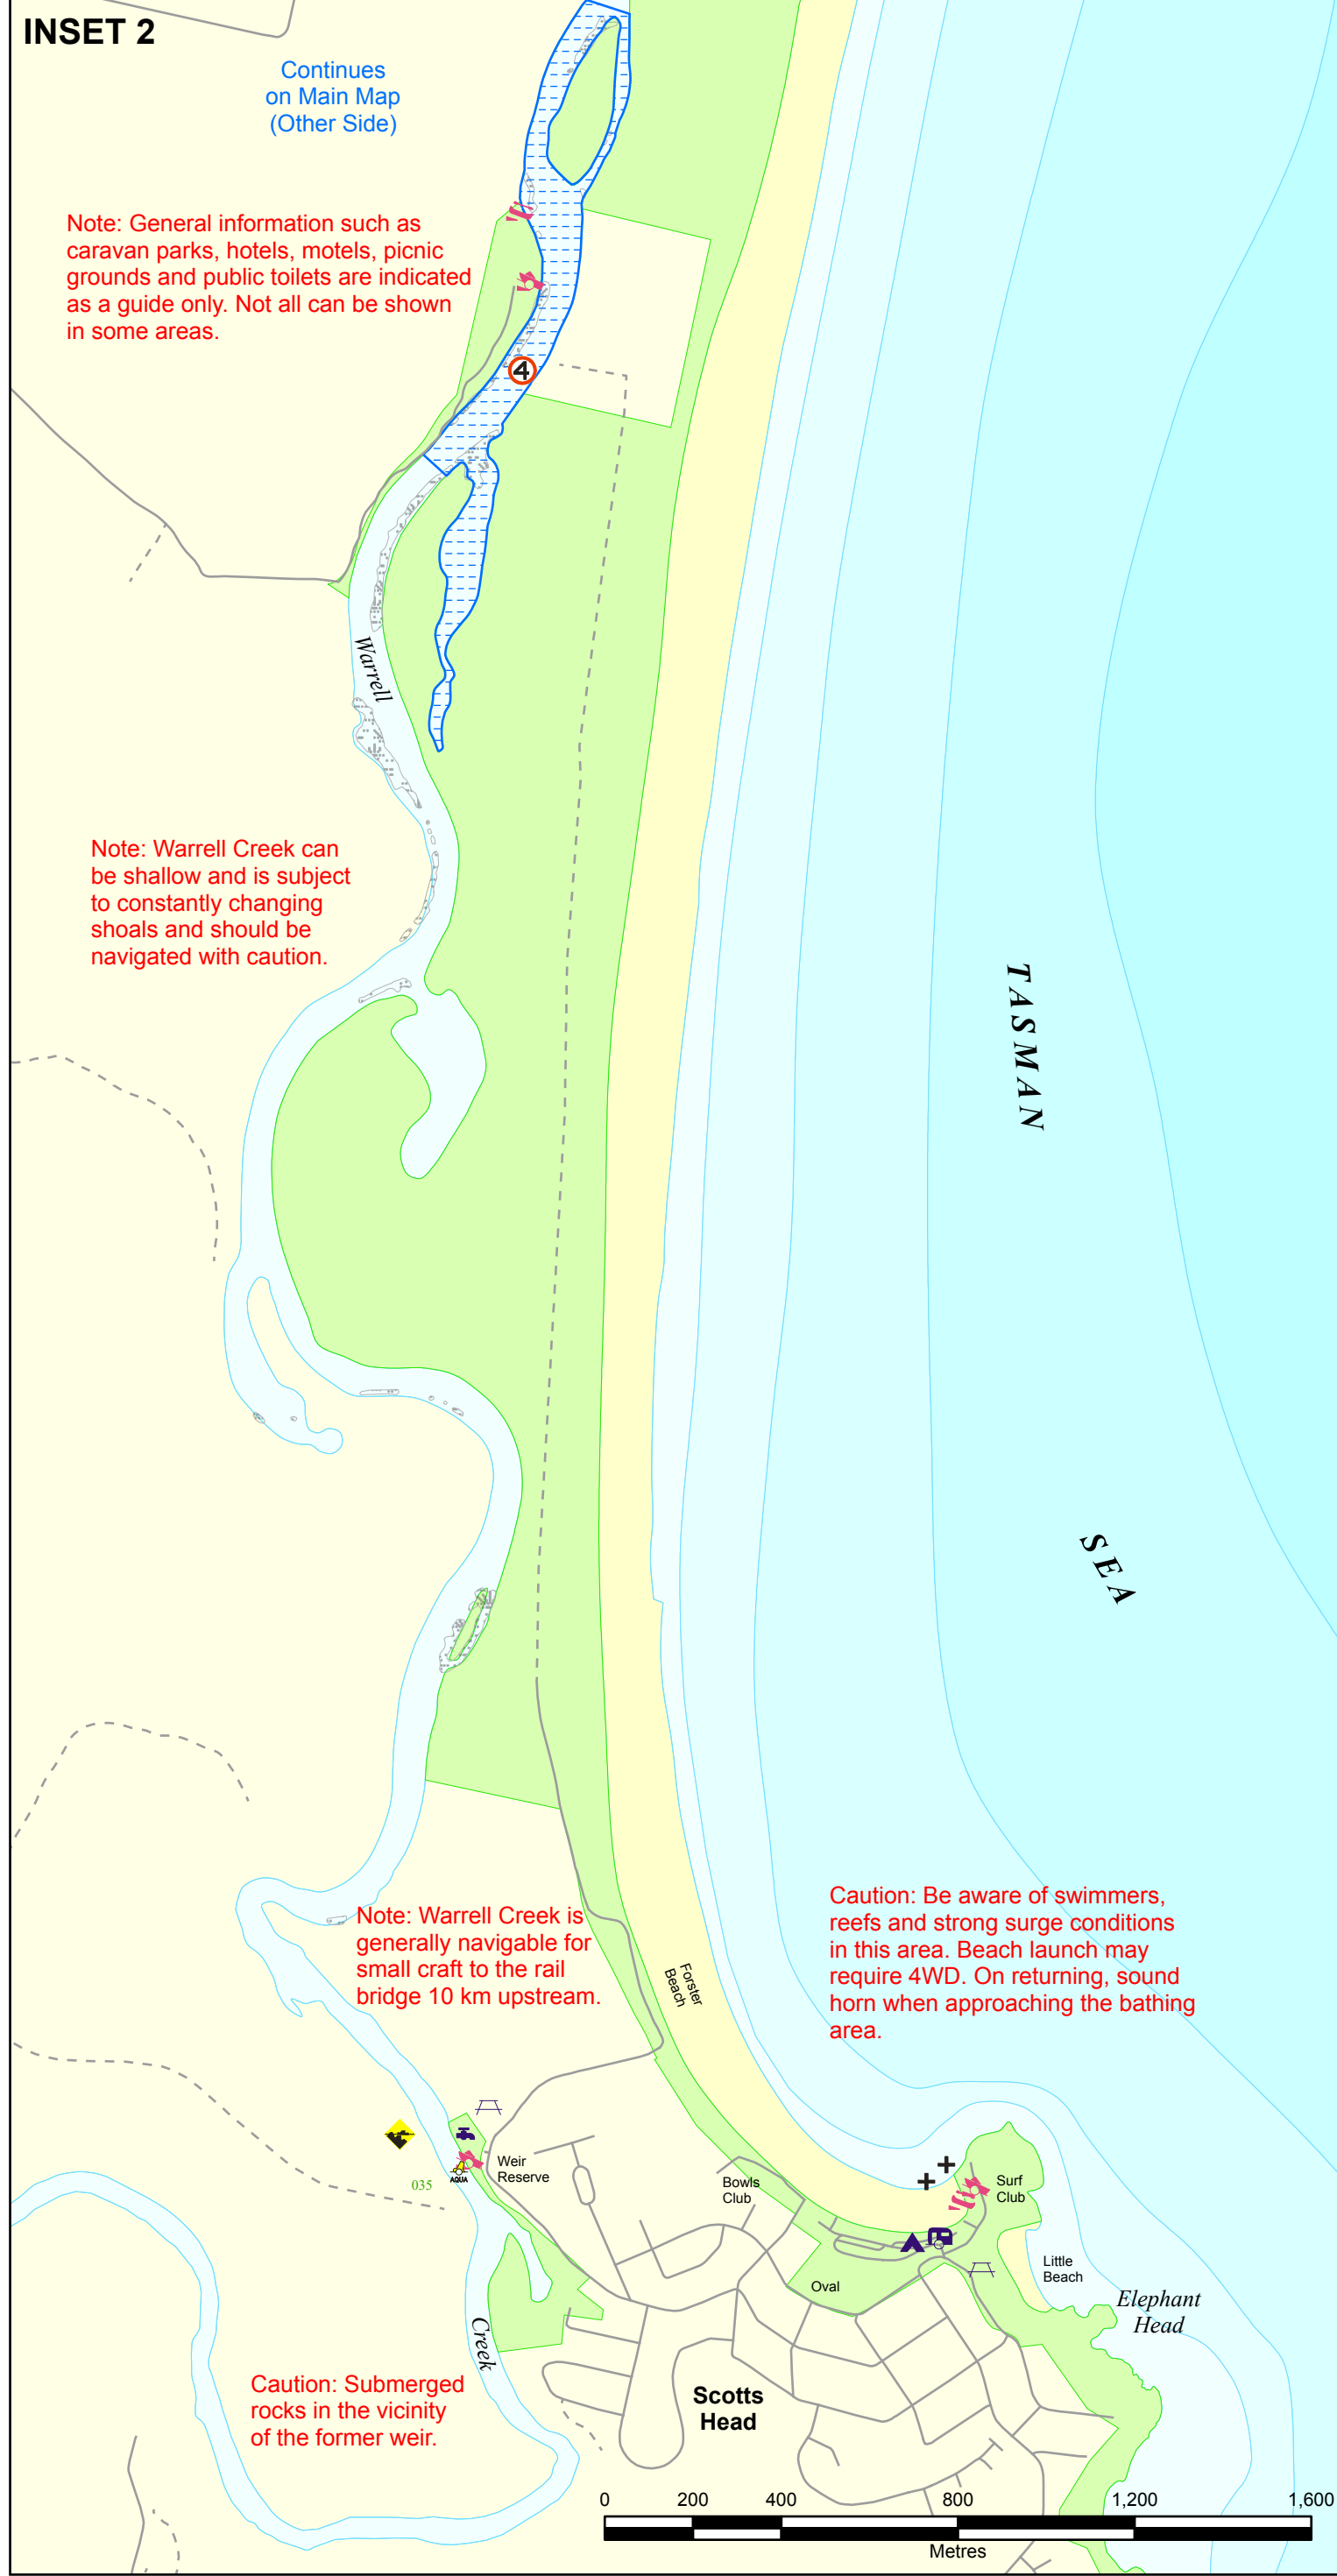 INSET 2
Continues
on Main Map
(Other Side)
Note: General information such as
caravan parks, hotels, motels, picnic
grounds and public toilets are indicated
as a guide only. Not all can be shown
in some areas.
4
Warrell
Note: Warrell Creek can
be shallow and is subject
to constantly changing
shoals and should be
navigated with caution.
TASMAN
SEA
Note: Warrell Creek is
generally navigable for
small craft to the rail
bridge 10 km upstream.
Caution: Be aware of swimmers,
reefs and strong surge conditions
in this area. Beach launch may
require 4WD. On returning, sound
horn when approaching the bathing
area.
Forster
Beach
Weir
Reserve
AQUA
035
Bowls
Club
Surf
Club
Little
Beach
Oval
Elephant
Head
Creek
Caution: Submerged
rocks in the vicinity
of the former weir.
Scotts
Head
0 200 400 800 1,200 1,600
Metres